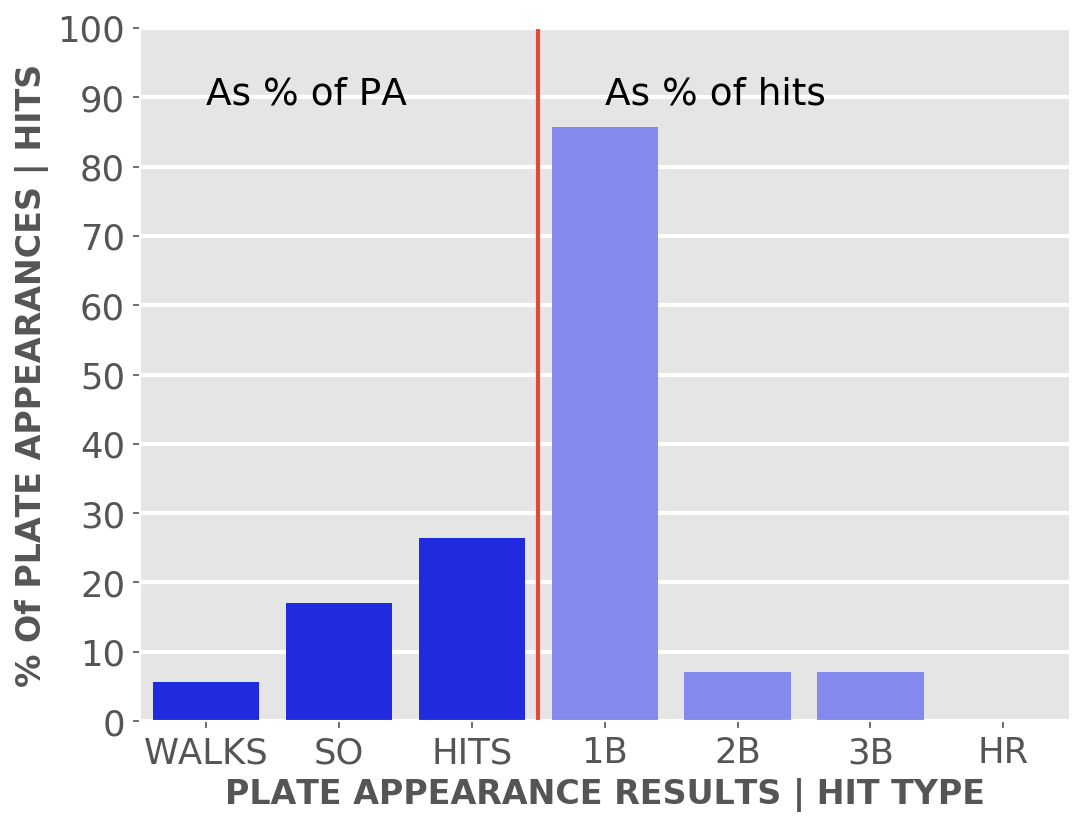 % Of PLATE APPEARANCES | HITS
100
90
80
70
60
50
40
30
20
10
0
As % of PA
As % of hits
WALKS SO HITS 1B 2B 3B HR
PLATE APPEARANCE RESULTS | HIT TYPE